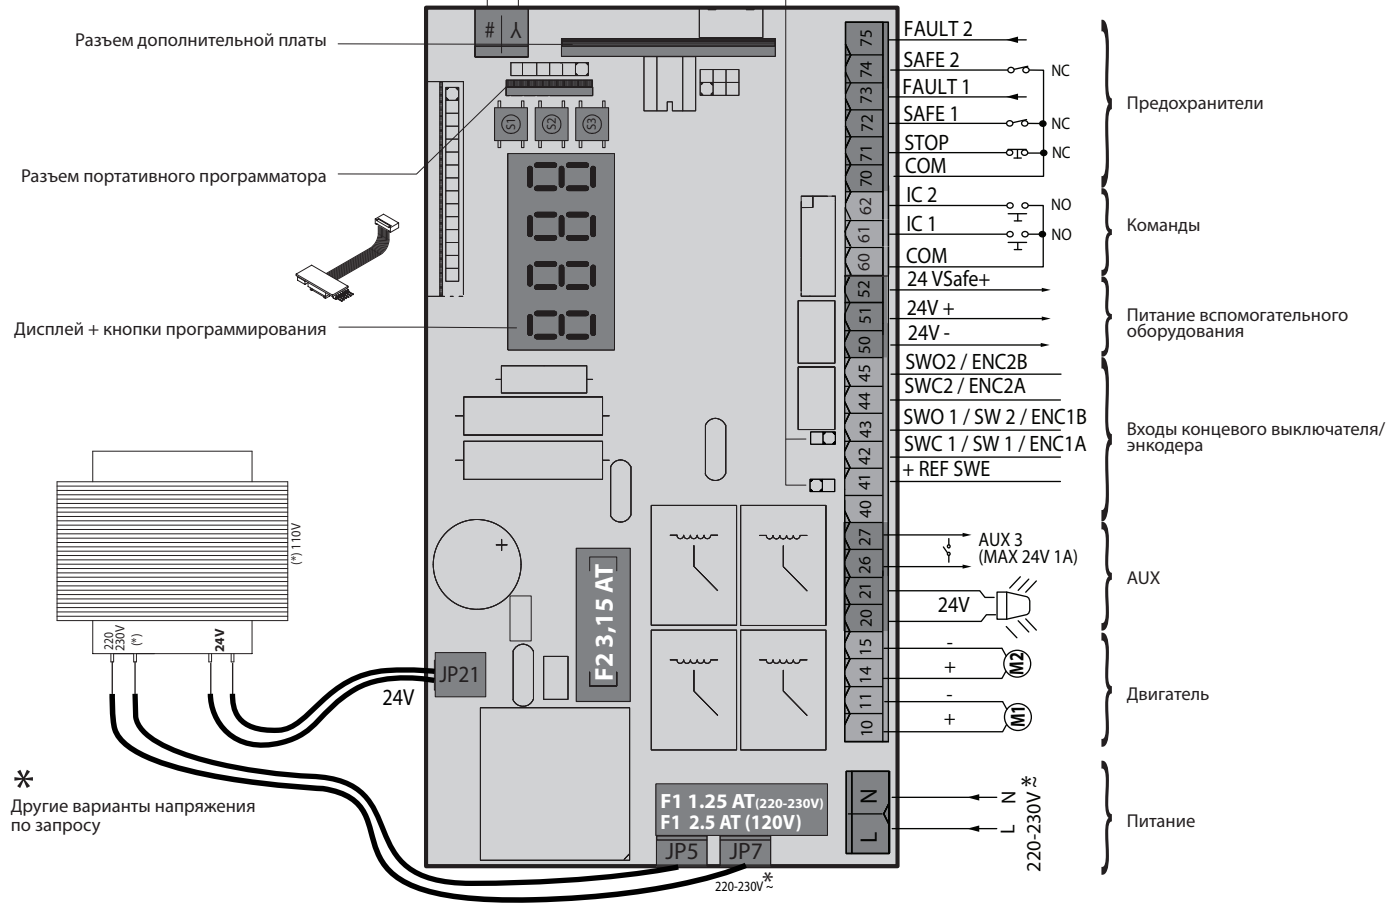 Разъем дополнительной платы
Разъем портативного программатора
Дисплей + кнопки программирования
# Y
S1 S2 S3
75 FAULT 2
74 SAFE 2 NC
73 FAULT 1
72 SAFE 1 NC
71 STOP NC
70 COM
Предохранители
62 IC 2 NO
61 IC 1 NO
60 COM
Команды
52 24 VSafe+
51 24V +
50 24V -
Питание вспомогательного
оборудования
45 SWO2 / ENC2B
44 SWC2 / ENC2A
43 SWO 1 / SW 2 / ENC1B
42 SWC 1 / SW 1 / ENC1A
41 + REF SWE
40
Входы концевого выключателя/
энкодера
27 AUX 3
26 (MAX 24V 1A)
21
20 24V
AUX
15 -
14 + M2
11 -
10 + M1
Двигатель
(*) 110V
220
230V
(*)
24V
+
F2 3,15 AT
JP21
24V
*
Другие варианты напряжения
по запросу
F1 1.25 AT(220-230V)
F1 2.5 AT (120V)
JP5 JP7
220-230V~*
N N
L L
220-230V~*
Питание